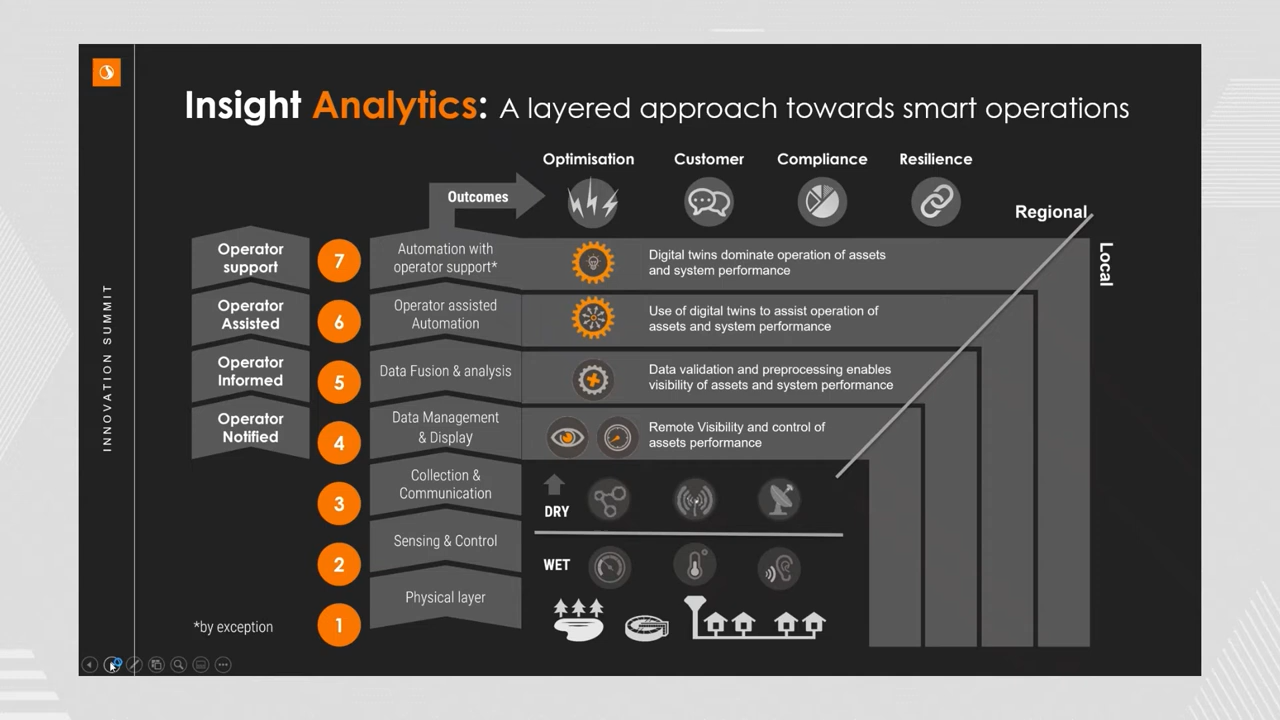 Insight Analytics: A layered approach towards smart operations
Optimisation
Customer
Compliance
Resilience
Outcomes
Regional
Local
Operator
support
7
Automation with
operator support*
Digital twins dominate operation of assets
and system performance
Operator
Assisted
6
Operator assisted
Automation
Use of digital twins to assist operation of
assets and system performance
Operator
Informed
5
Data Fusion & analysis
Data validation and preprocessing enables
visibility of assets and system performance
Operator
Notified
4
Data Management
& Display
Remote Visibility and control of
assets performance
3
Collection &
Communication
DRY
2
Sensing & Control
WET
1
Physical layer
*by exception
INNOVATION SUMMIT